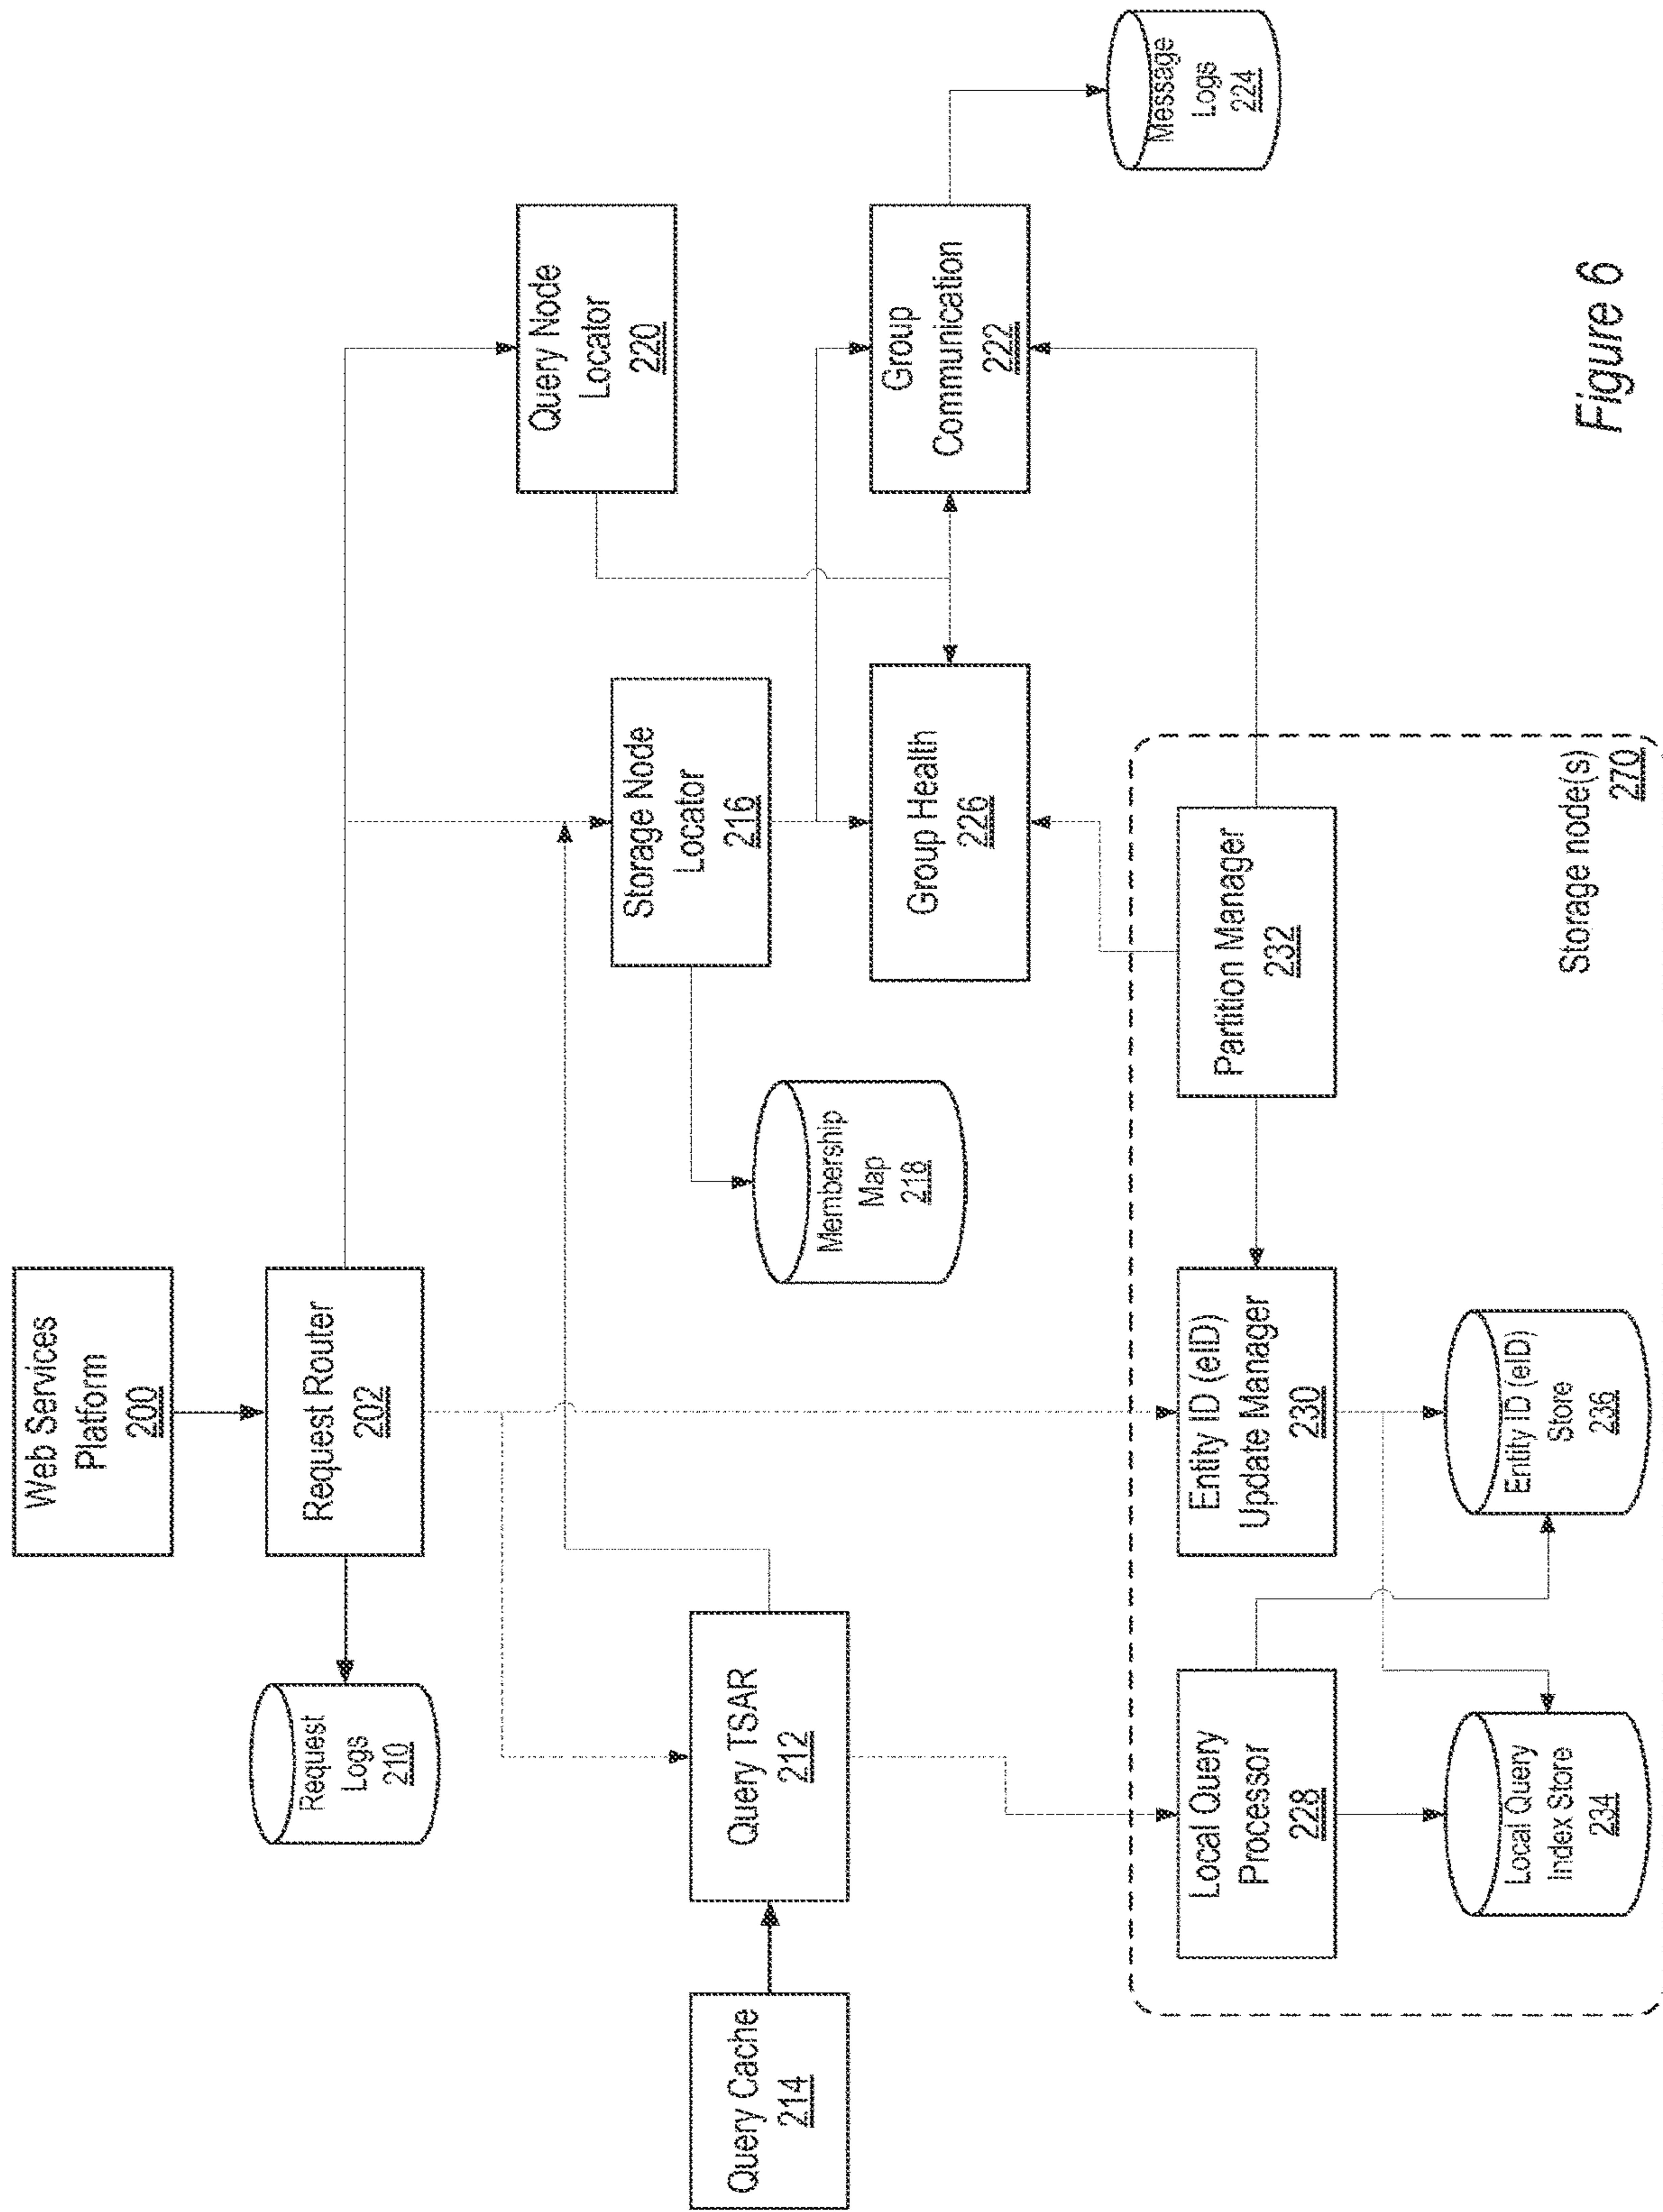 Web Services
Platform
200
Request Router
202
Request
Logs
210
Query Node
Locator
220
Storage Node
Locator
216
Membership
Map
218
Query Cache
214
Query TSAR
212
Group Health
226
Group
Communication
222
Message
Logs
224
Local Query
Processor
228
Entity ID (eID)
Update Manager
230
Partition Manager
232
Local Query
Index Store
234
Entity ID (eID)
Store
236
Storage node(s)
270
Figure 6